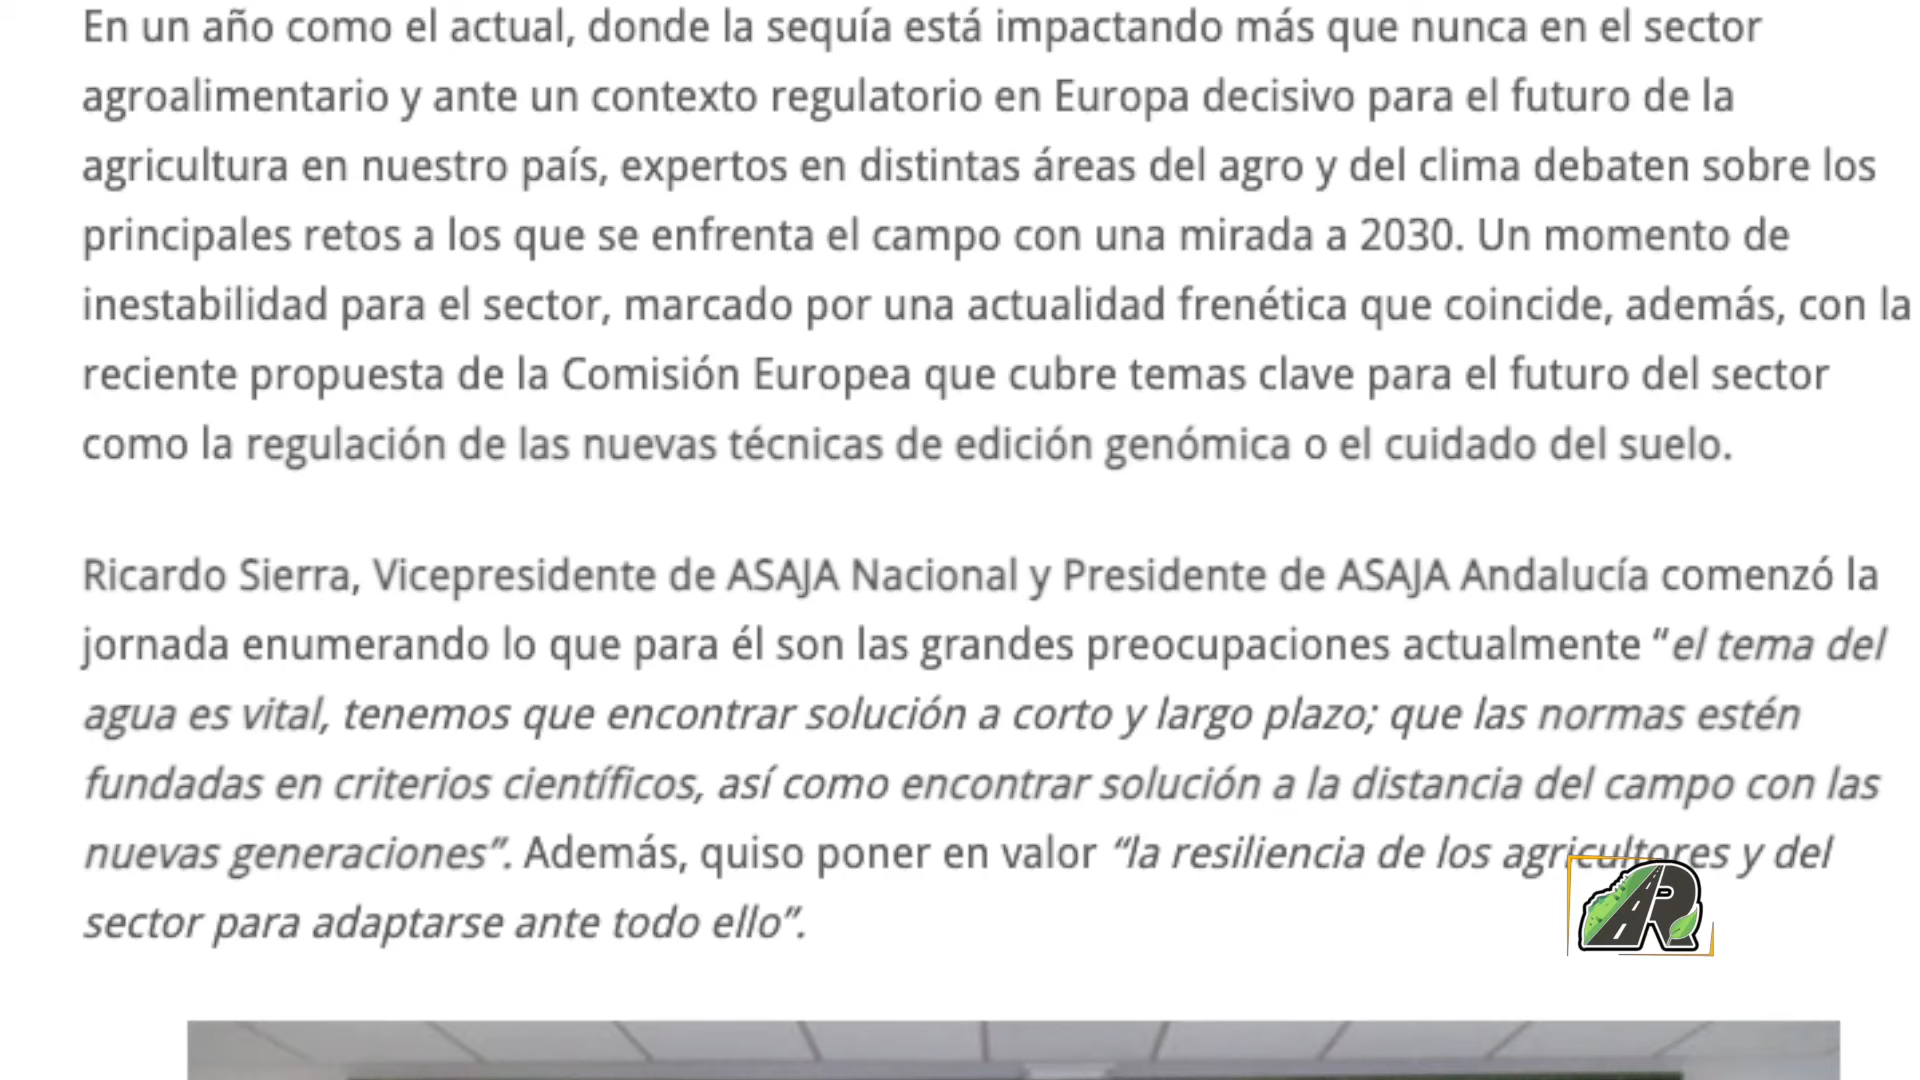 En un año como el actual, donde la sequía está impactando más que nunca en el sector
agroalimentario y ante un contexto regulatorio en Europa decisivo para el futuro de la
agricultura en nuestro país, expertos en distintas áreas del agro y del clima debaten sobre los
principales retos a los que se enfrenta el campo con una mirada a 2030. Un momento de
inestabilidad para el sector, marcado por una actualidad frenética que coincide, además, con la
reciente propuesta de la Comisión Europea que cubre temas clave para el futuro del sector
como la regulación de las nuevas técnicas de edición genómica o el cuidado del suelo.
Ricardo Sierra, Vicepresidente de ASAJA Nacional y Presidente de ASAJA Andalucía comenzó la
jornada enumerando lo que para él son las grandes preocupaciones actualmente “el tema del
agua es vital, tenemos que encontrar solución a corto y largo plazo; que las normas estén
fundadas en criterios científicos, así como encontrar solución a la distancia del campo con las
nuevas generaciones”. Además, quiso poner en valor “la resiliencia de los agricultores y del
sector para adaptarse ante todo ello”.
R